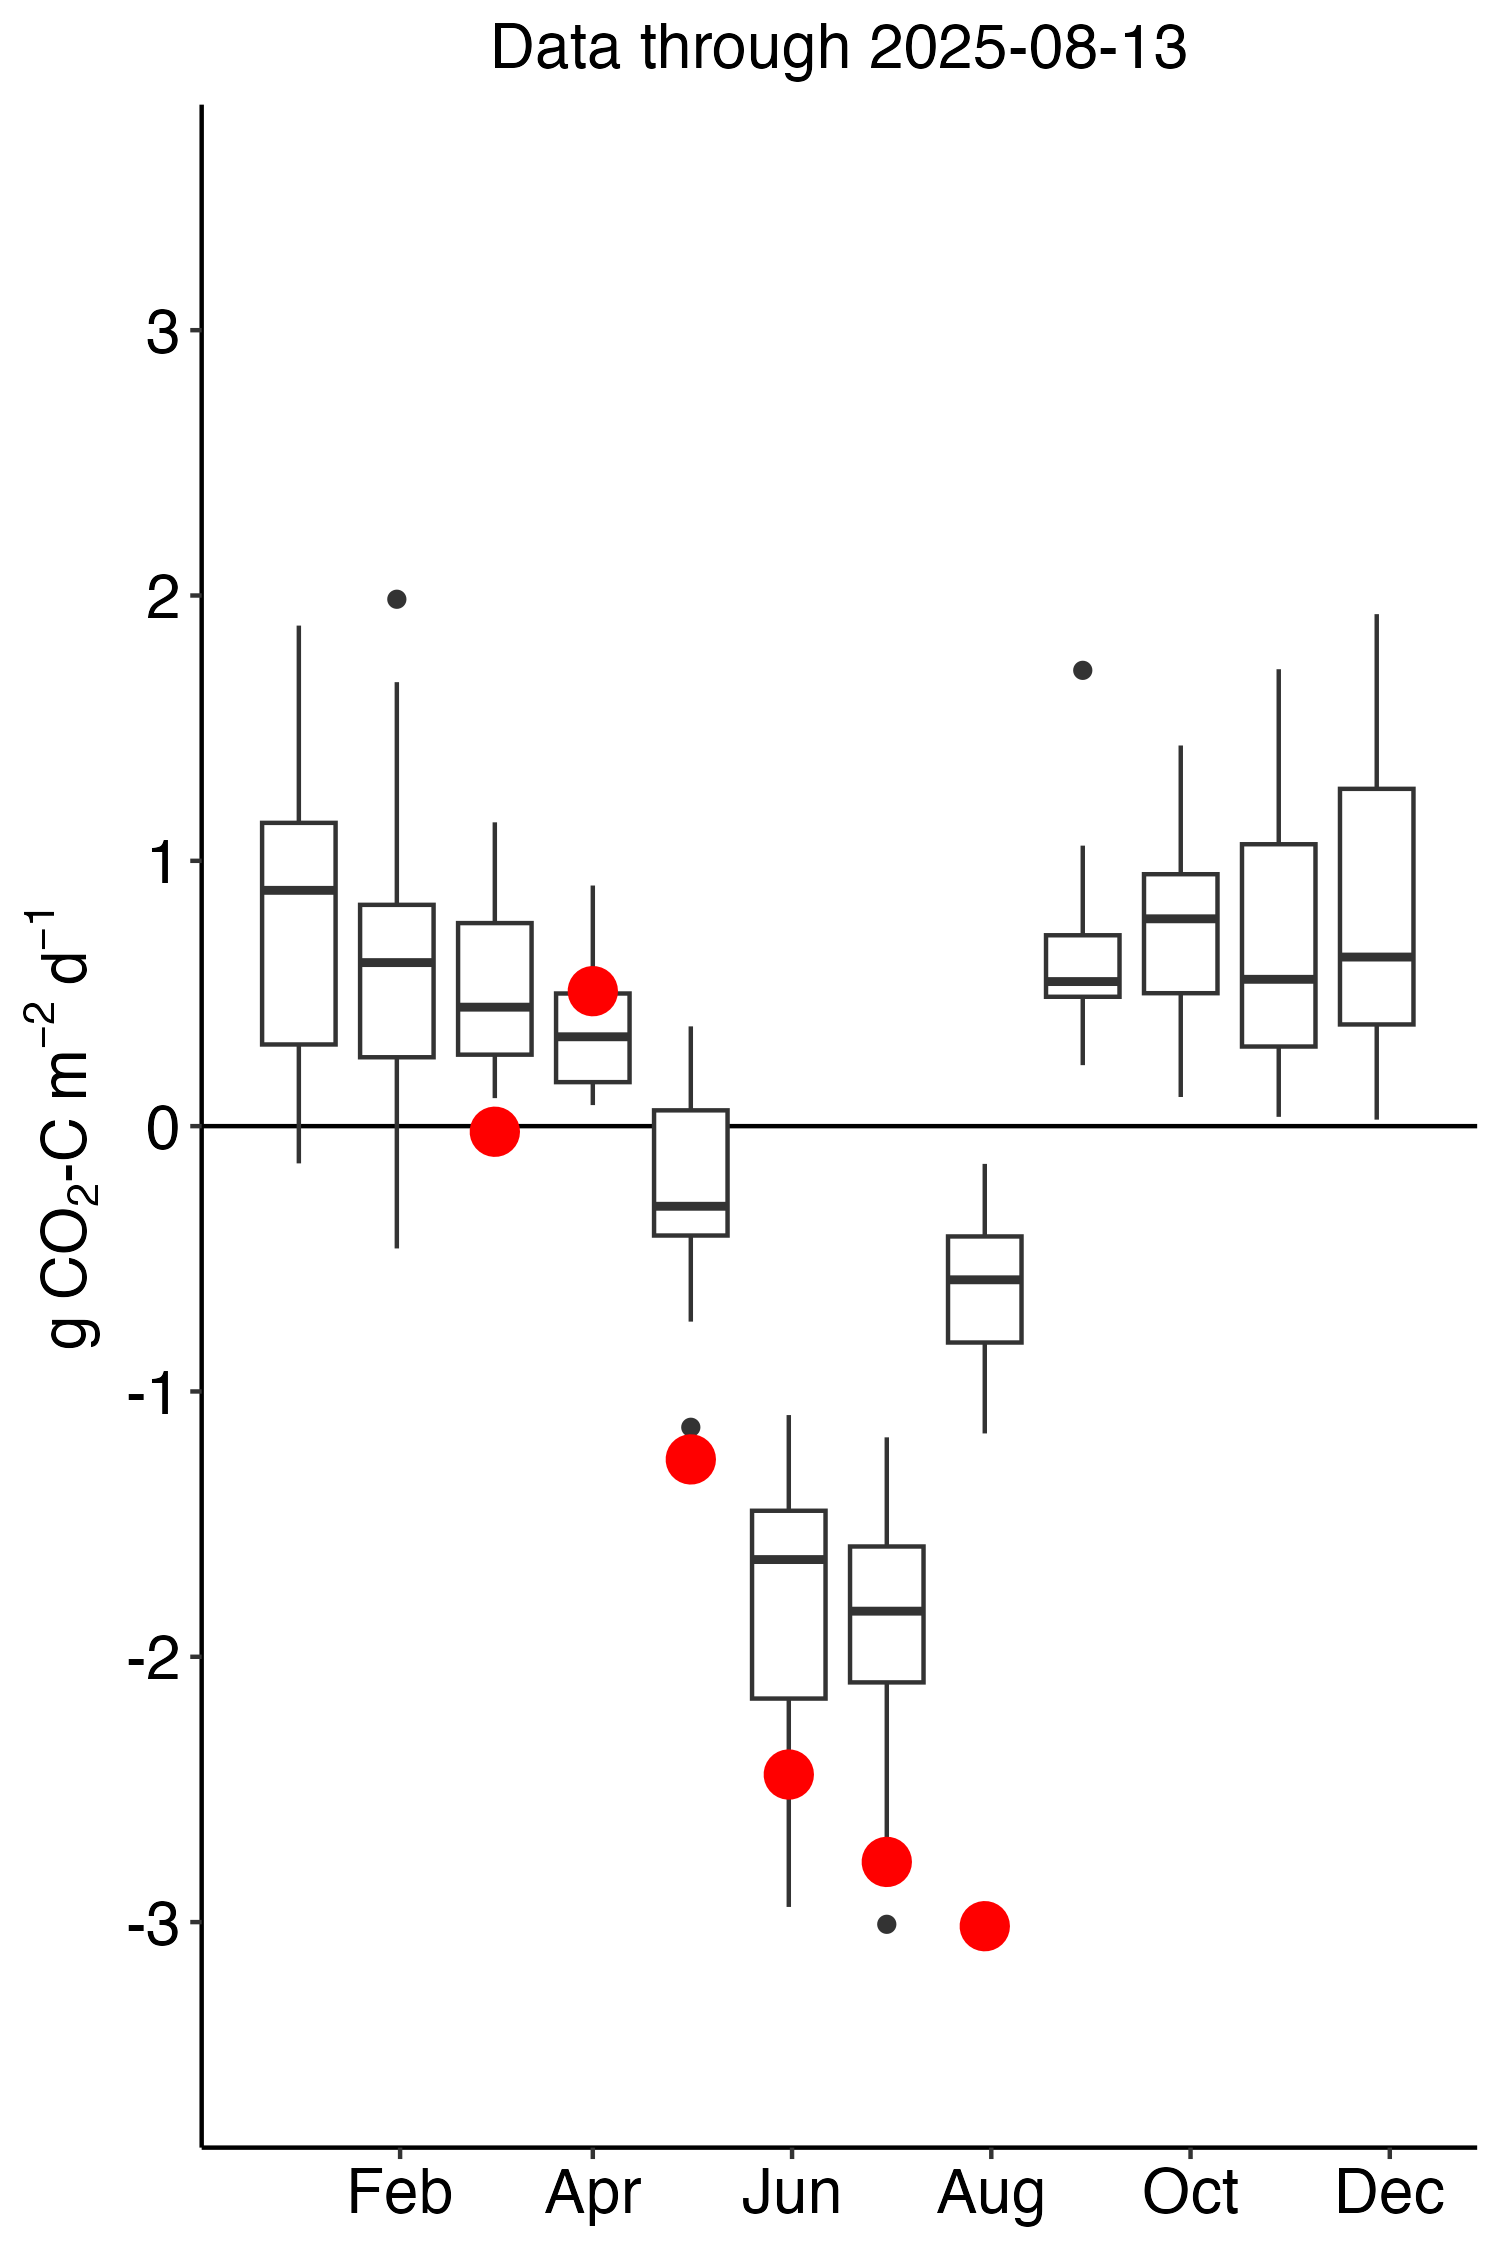 Data through 2025-08-13
g CO₂-C m⁻² d⁻¹
3
2
1
0
-1
-2
-3
Feb Apr Jun Aug Oct Dec